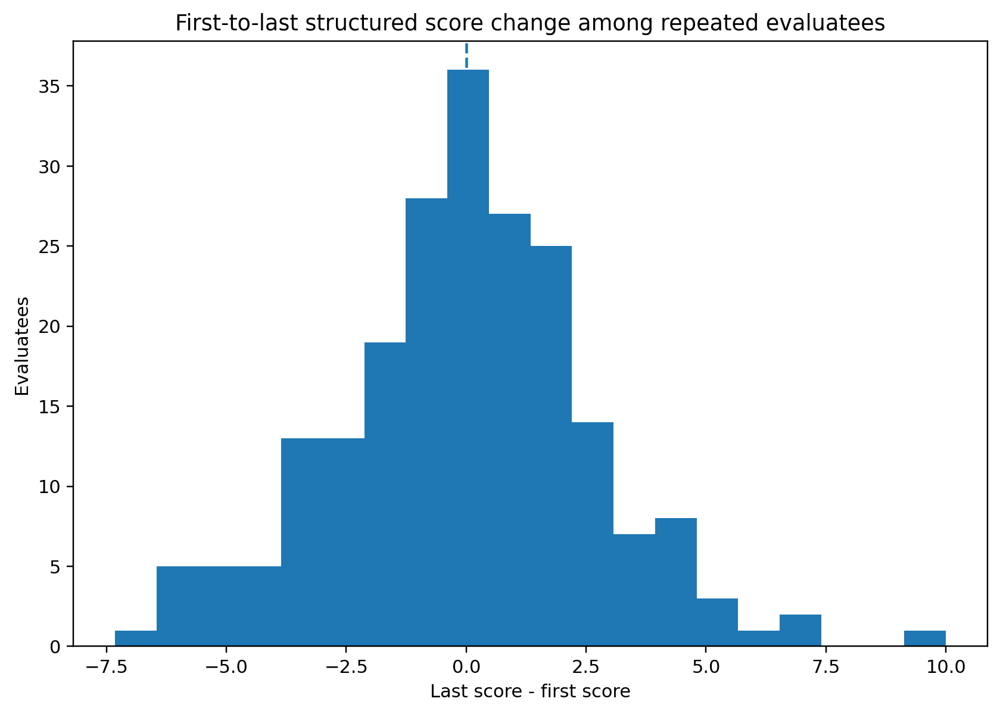 First-to-last structured score change among repeated evaluatees
35
30
25
20
15
10
5
0
Evaluatees
−7.5 −5.0 −2.5 0.0 2.5 5.0 7.5 10.0
Last score - first score